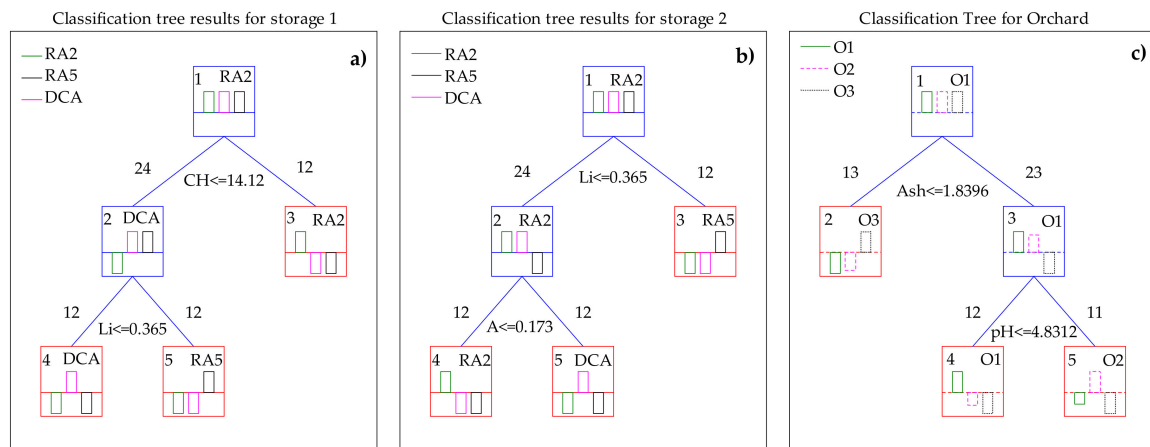 Classification tree results for storage 1
RA2
RA5
DCA
a)
1 RA2
24
12
CH<=14.12
2 DCA
3 RA2
12
12
Li<=0.365
4 DCA
5 RA5
Classification tree results for storage 2
RA2
RA5
DCA
b)
1 RA2
24
12
Li<=0.365
2 RA2
3 RA5
12
12
A<=0.173
4 RA2
5 DCA
Classification Tree for Orchard
O1
O2
O3
c)
1 O1
13
23
Ash<=1.8396
2 O3
3 O1
12
11
pH<=4.8312
4 O1
5 O2